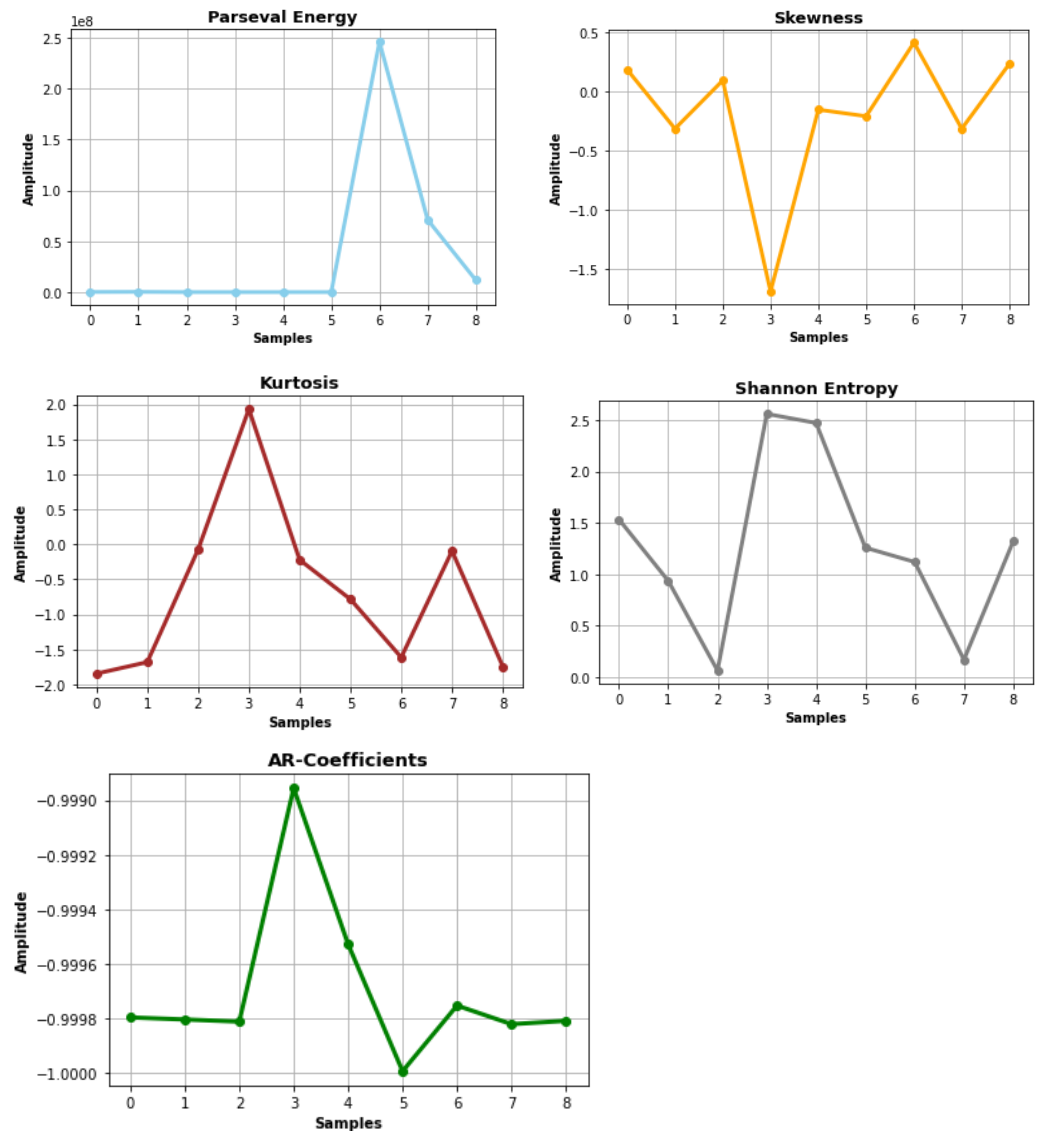 Parseval Energy
1e8
2.5
2.0
1.5
1.0
0.5
0.0
Amplitude
0 1 2 3 4 5 6 7 8
Samples
Skewness
0.5
0.0
−0.5
−1.0
−1.5
Amplitude
0 1 2 3 4 5 6 7 8
Samples
Kurtosis
2.0
1.5
1.0
0.5
0.0
−0.5
−1.0
−1.5
−2.0
Amplitude
0 1 2 3 4 5 6 7 8
Samples
Shannon Entropy
2.5
2.0
1.5
1.0
0.5
0.0
Amplitude
0 1 2 3 4 5 6 7 8
Samples
AR-Coefficients
−0.9990
−0.9992
−0.9994
−0.9996
−0.9998
−1.0000
Amplitude
0 1 2 3 4 5 6 7 8
Samples